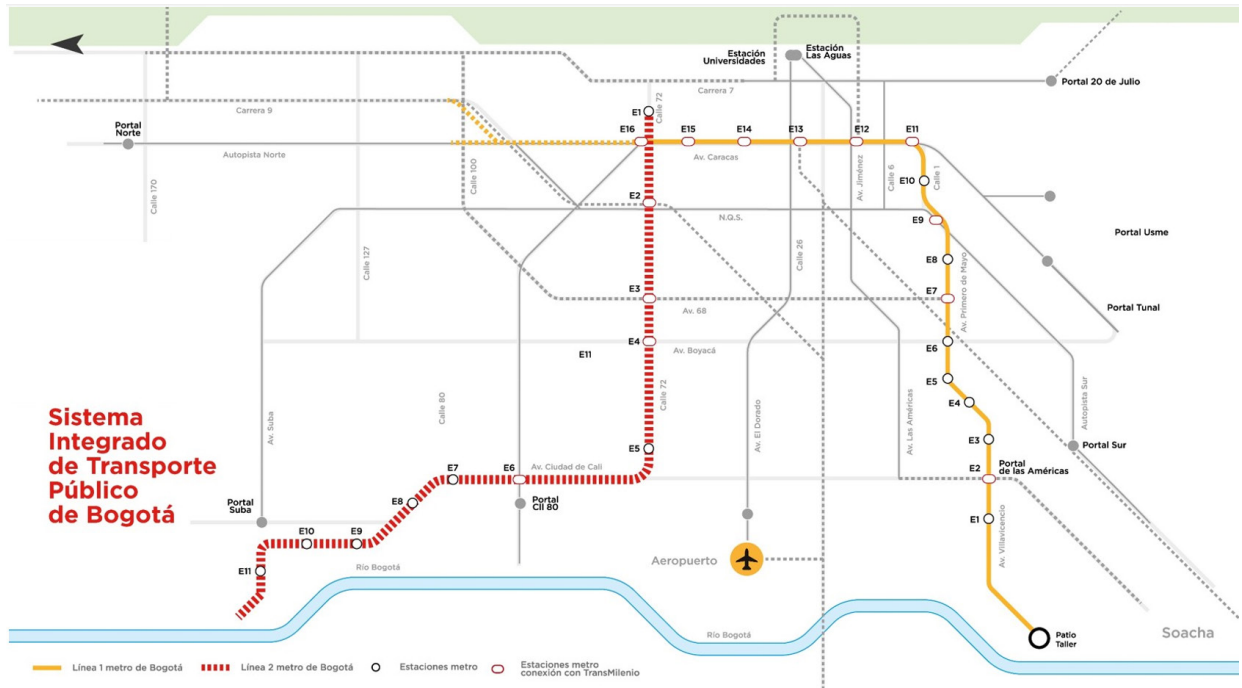 Estación
Universidades
Estación
Las Aguas
Portal 20 de Julio
Carrera 7
Carrera 9
Calle 72
E1
Portal
Norte
E16
E15
E14
E13
E12
E11
Autopista Norte
Av. Caracas
Calle 170
Calle 100
Av. Jiménez
Calle 6
Calle 1
E10
E2
N.Q.S.
E9
Portal Usme
Calle 127
Calle 26
E8
Av. Primero de Mayo
E3
E7
Av. 68
Portal Tunal
E4
E11
Av. Boyacá
E6
Calle 72
E5
E4
Sistema
Integrado
de Transporte
Público
de Bogotá
Av. Suba
Calle 80
Av. El Dorado
Av. Las Américas
Autopista Sur
E5
E3
Portal Sur
E7
E6
Av. Ciudad de Cali
E2
Portal
de las Américas
Portal
Suba
E8
Portal
Cll 80
E1
Av. Villavicencio
E10
E9
E11
Río Bogotá
Aeropuerto
Río Bogotá
Patio
Taller
Soacha
Línea 1 metro de Bogotá
Línea 2 metro de Bogotá
Estaciones metro
Estaciones metro
conexión con TransMilenio